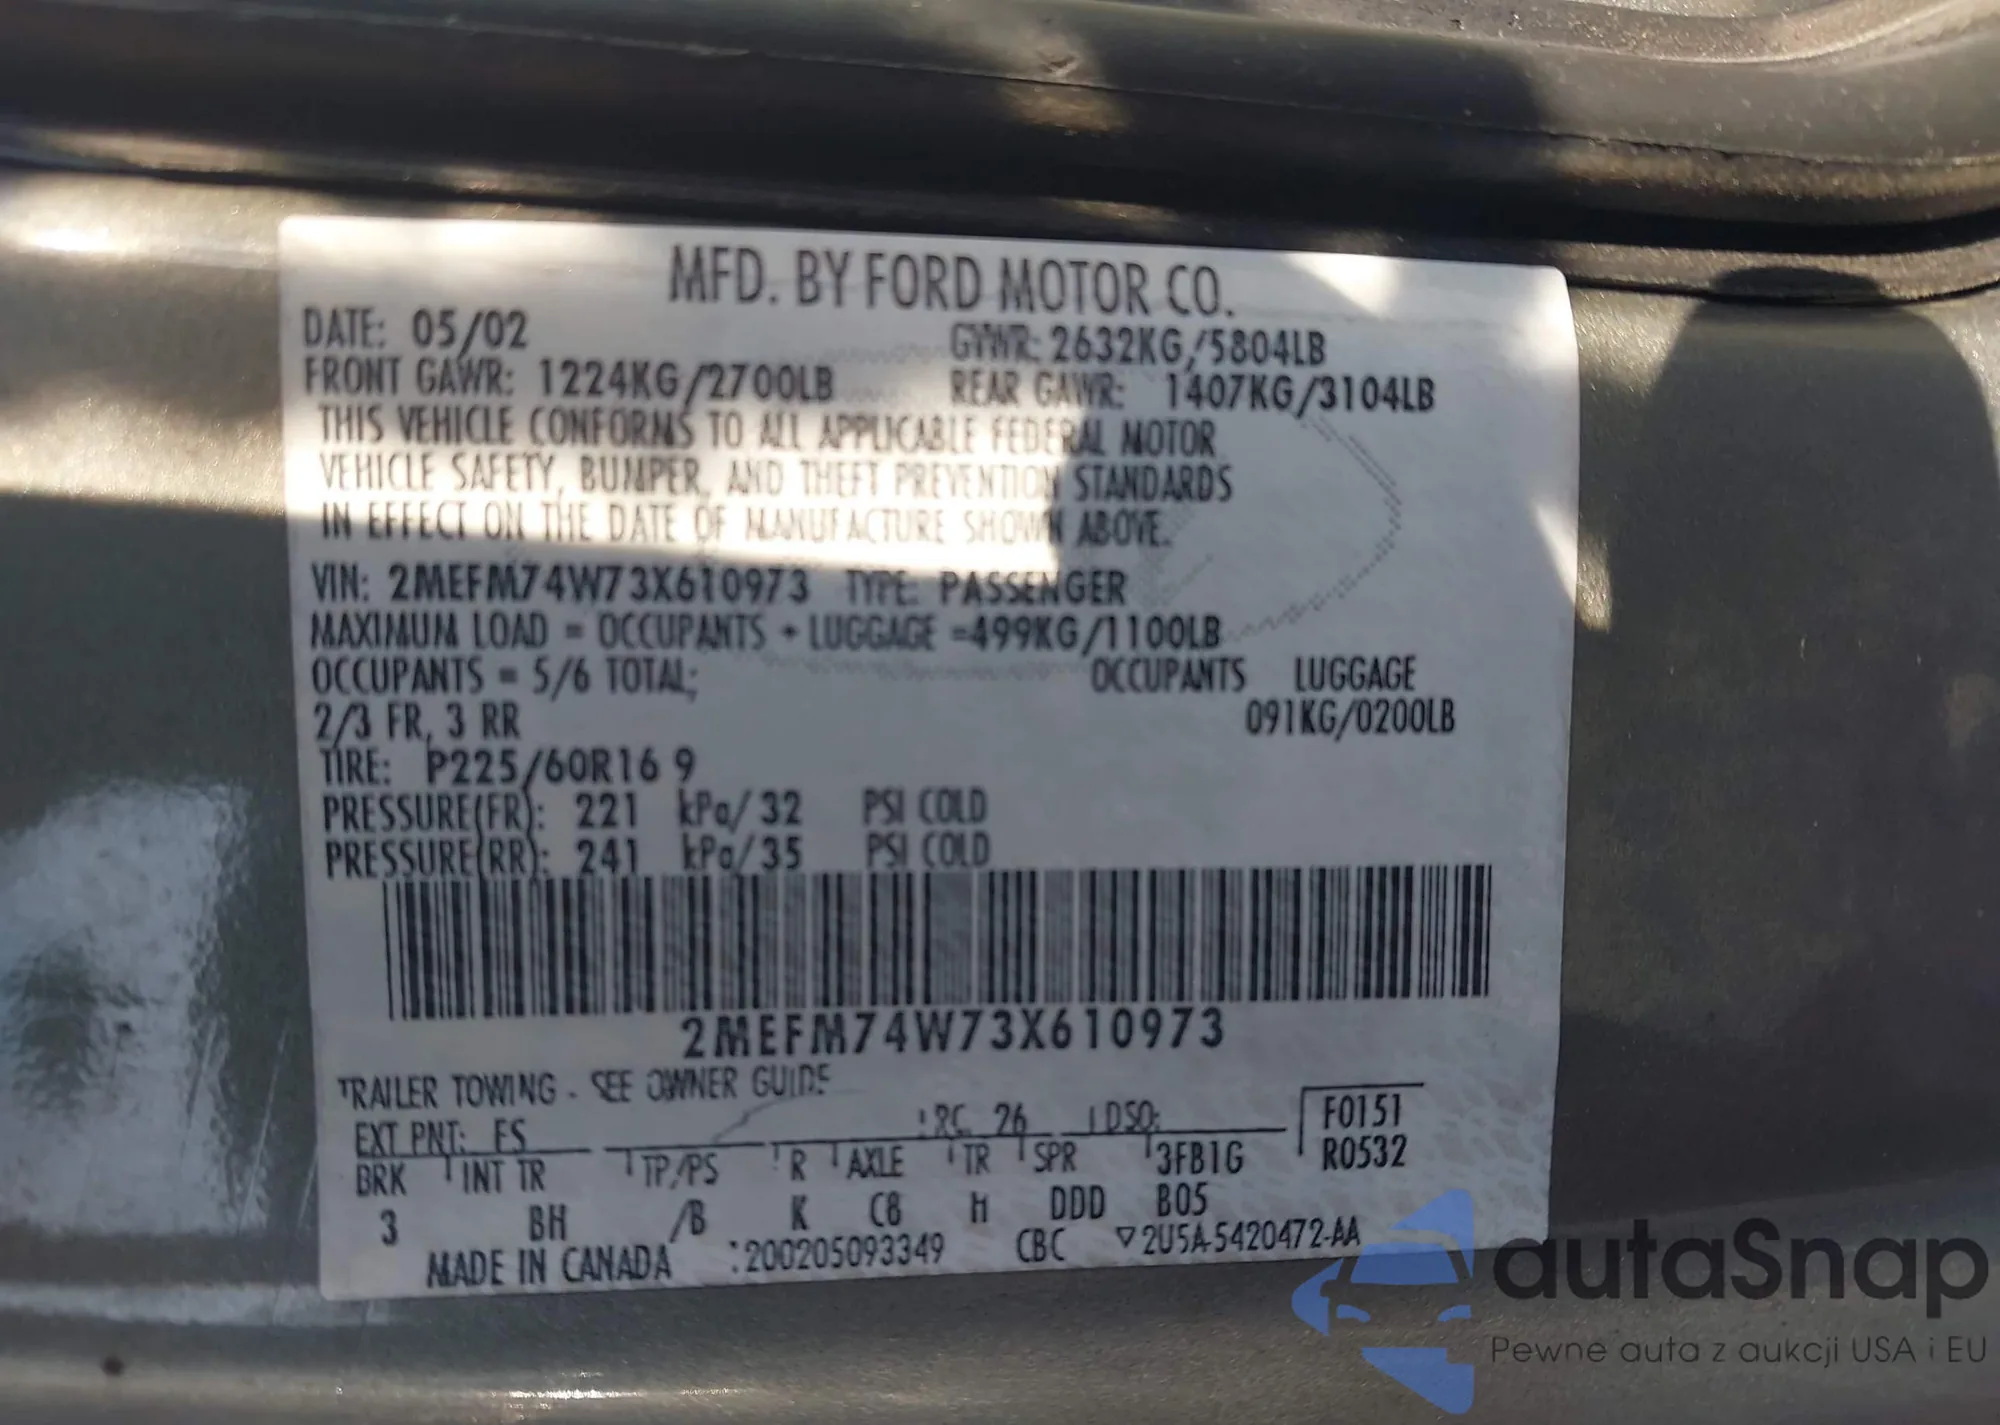 MFD. BY FORD MOTOR CO.
DATE: 05/02 GVWR: 2632KG/5804LB
FRONT GAWR: 1224KG/2700LB REAR GAWR: 1407KG/3104LB
THIS VEHICLE CONFORMS TO ALL APPLICABLE FEDERAL MOTOR
VEHICLE SAFETY, BUMPER, AND THEFT PREVENTION STANDARDS
IN EFFECT ON THE DATE OF MANUFACTURE SHOWN ABOVE.
VIN: 2MEFM74W73X610973 TYPE: PASSENGER
MAXIMUM LOAD = OCCUPANTS + LUGGAGE =499KG/1100LB
OCCUPANTS = 5/6 TOTAL; OCCUPANTS LUGGAGE
2/3 FR, 3 RR 091KG/0200LB
TIRE: P225/60R16 9
PRESSURE(FR): 221 kPa/32 PSI COLD
PRESSURE(RR): 241 kPa/35 PSI COLD
2MEFM74W73X610973
TRAILER TOWING - SEE OWNER GUIDE
EXT PNT: FS RC: 26 DSO: F0151
BRK INT TR TP/PS R AXLE TR SPR 3FB1G R0532
3 BH /B K C8 H DDD B05
MADE IN CANADA :200205093349 CBC ▽2U5A-5420472-AA
autaSnap
Pewne auta z aukcji USA i EU